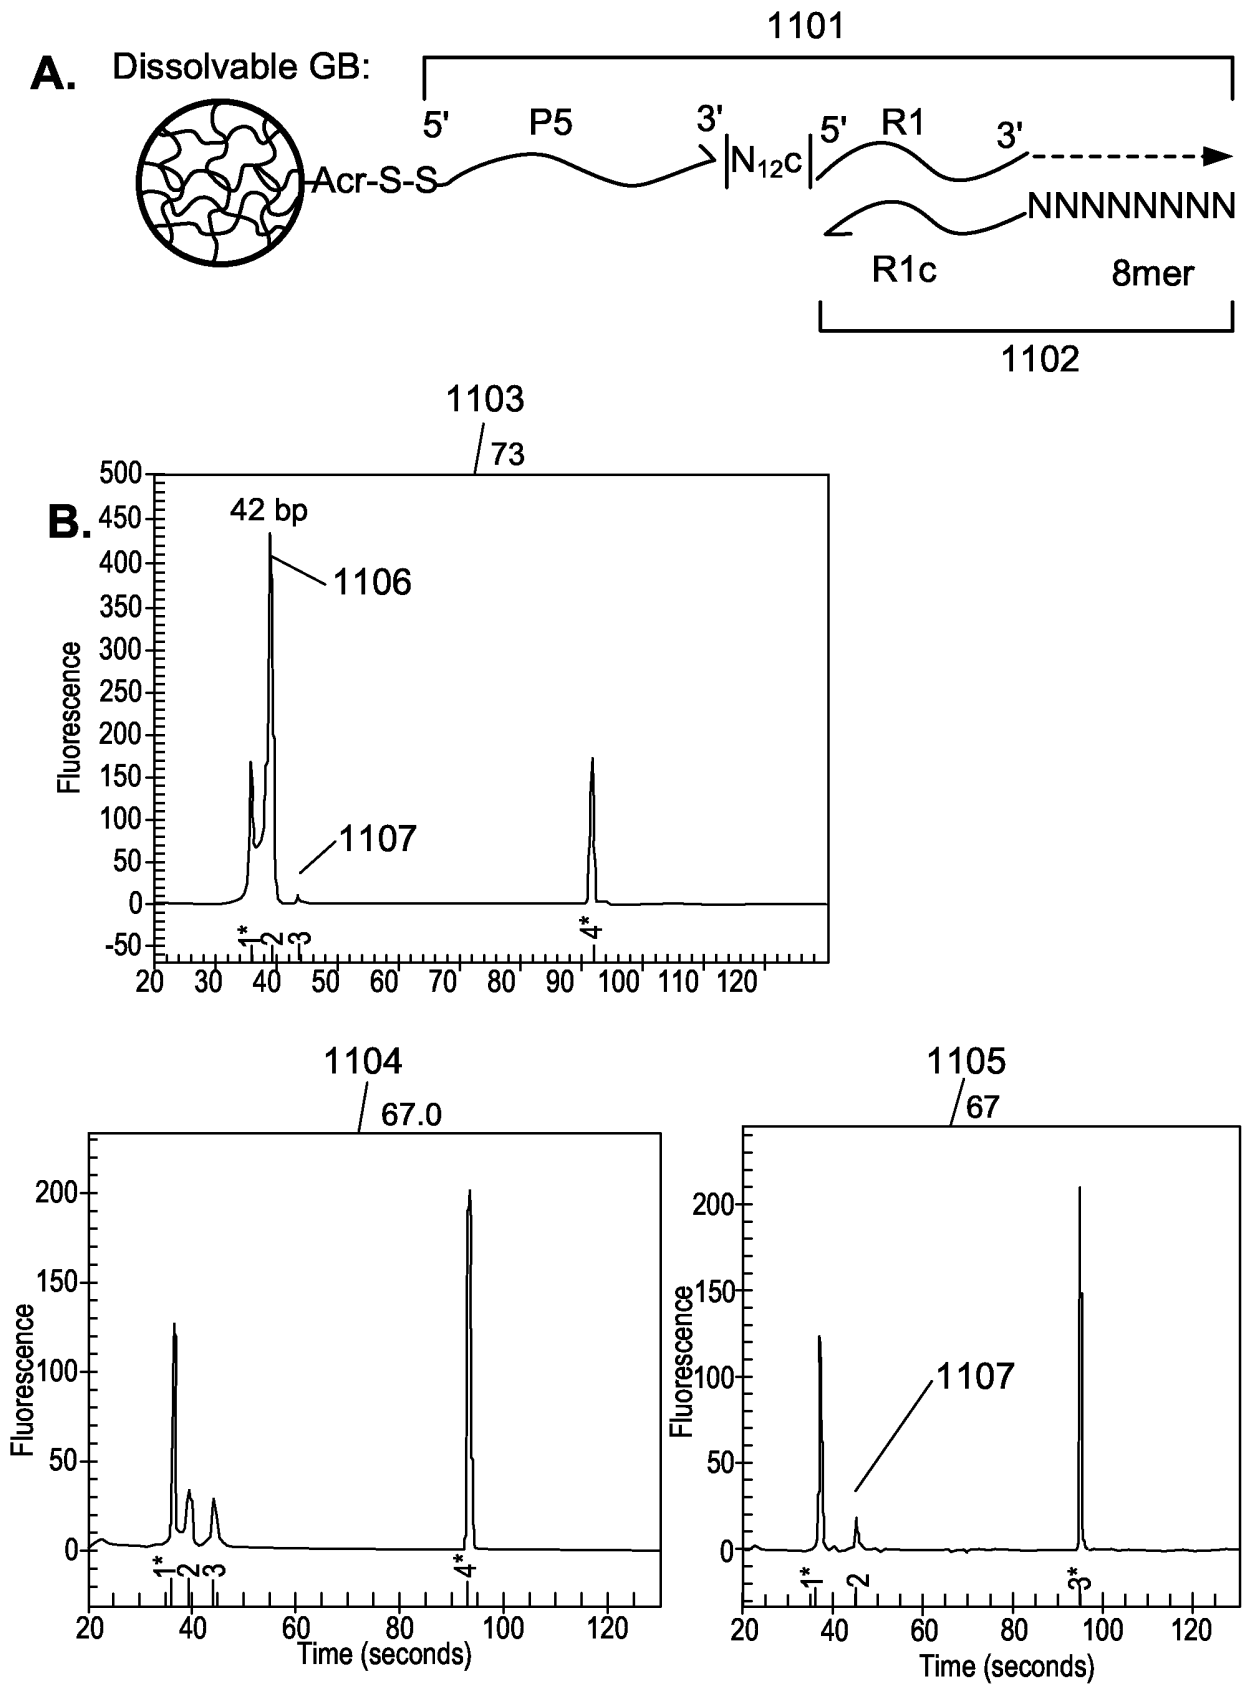 1101
A. Dissolvable GB:
5' P5 3' 5' R1 3'
Acr-S-S |N12c|
NNNNNNNN
R1c 8mer
1102
1103
73
B.
500
450
400
350
300
250
200
150
100
50
0
-50
Fluorescence
42 bp
1106
1107
1* 2 3 4*
20 30 40 50 60 70 80 90 100 110 120
1104
67.0
200
150
100
50
0
Fluorescence
1* 2 3 4*
20 40 60 80 100 120
Time (seconds)
1105
67
200
150
100
50
0
Fluorescence
1107
1* 2 3*
20 40 60 80 100 120
Time (seconds)